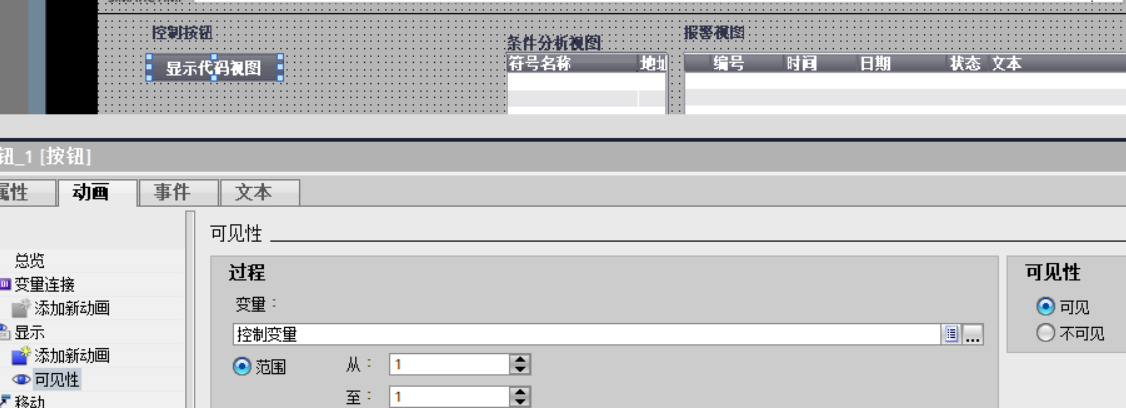 控制按钮
显示代码视图
条件分析视图
符号名称 地址
报警视图
编号 时间 日期 状态 文本
钮_1 [按钮]
属性 动画 事件 文本
总览
变量连接
添加新动画
显示
添加新动画
可见性
移动
可见性
过程
变量：
控制变量
...
范围 从： 1
至： 1
可见性
可见
不可见